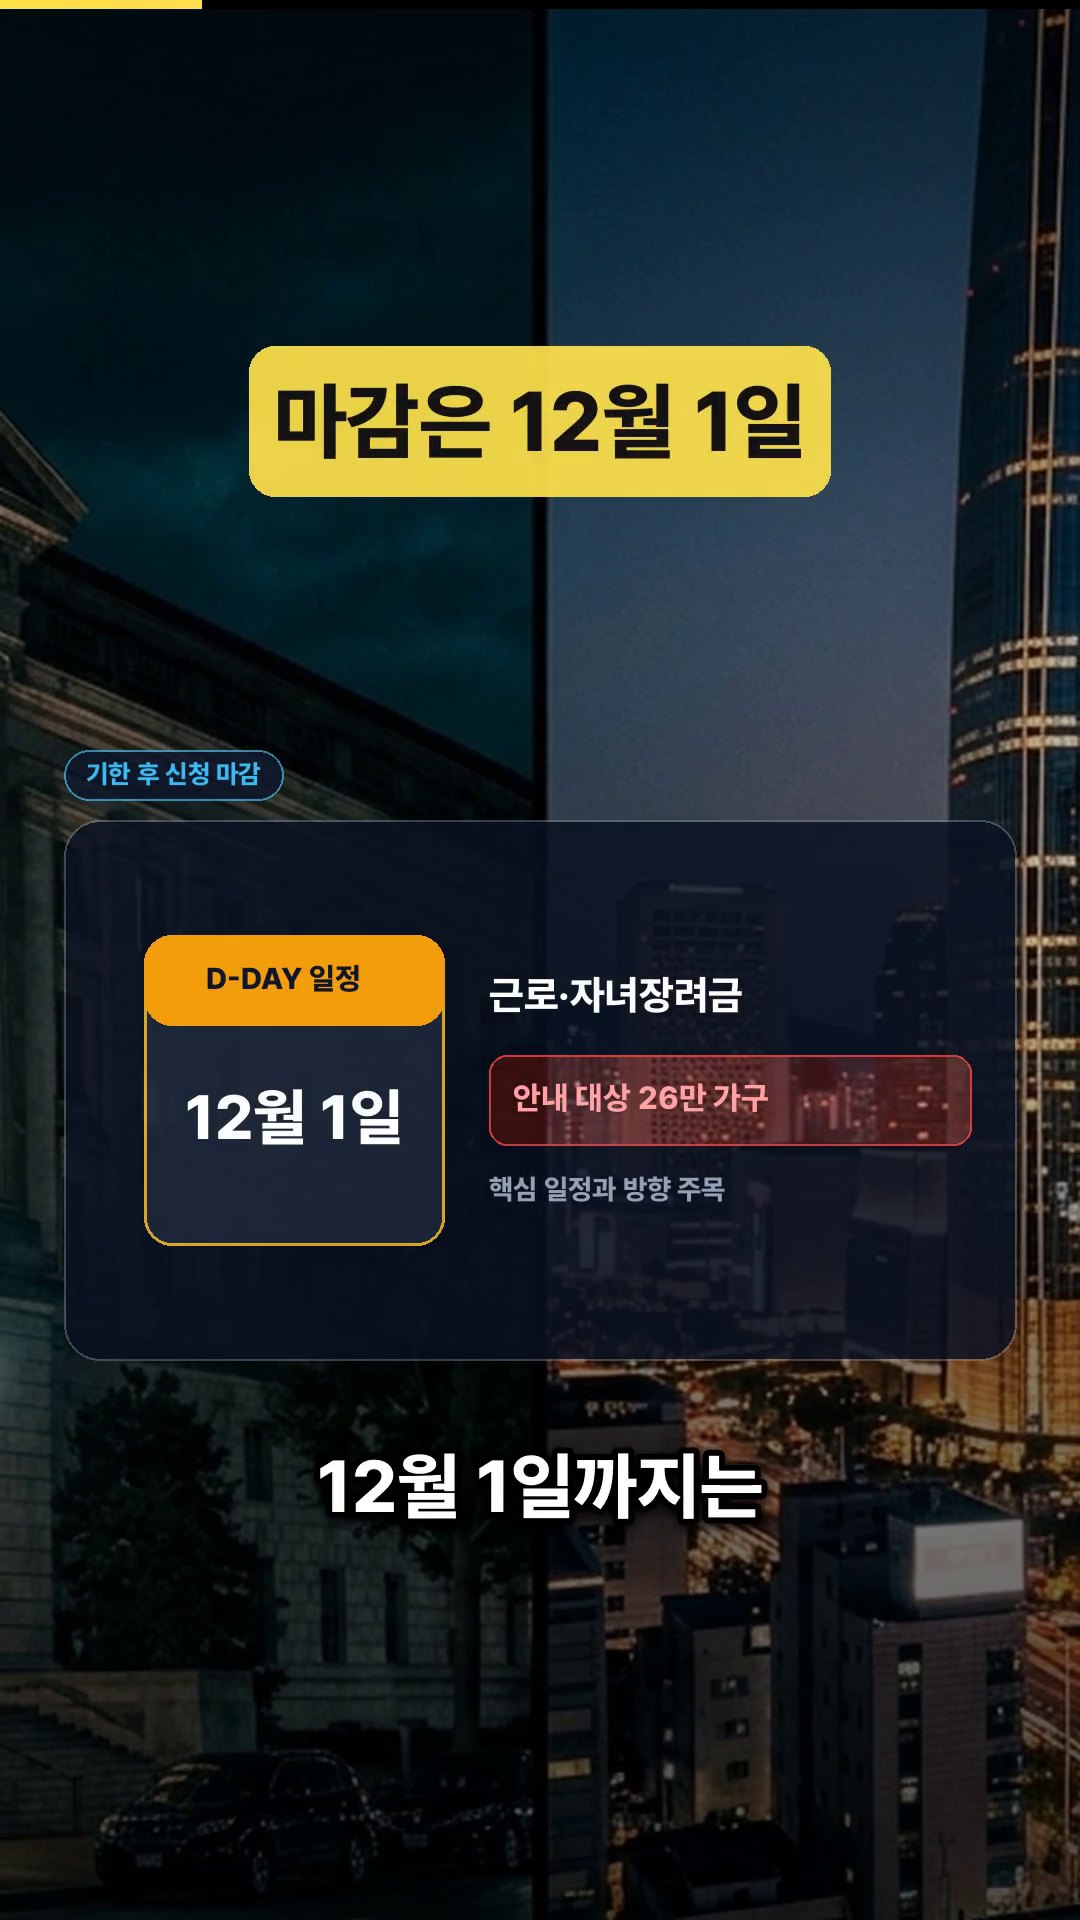 마감은 12월 1일
기한 후 신청 마감
D-DAY 일정
12월 1일
근로·자녀장려금
안내 대상 26만 가구
핵심 일정과 방향 주목
12월 1일까지는